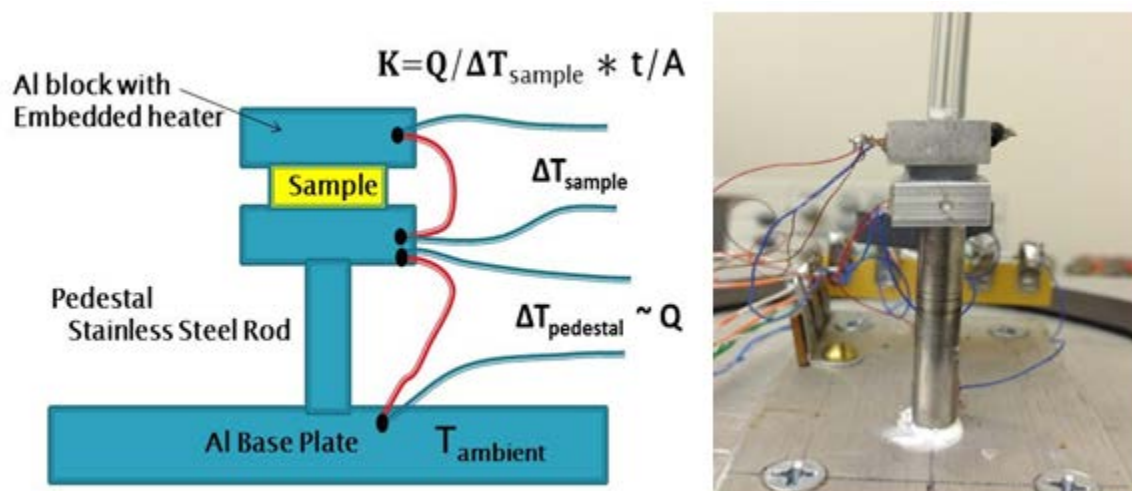 K=Q/ΔTsample * t/A
Al block with
Embedded heater
Sample
ΔTsample
Pedestal
Stainless Steel Rod
ΔTpedestal ~ Q
Al Base Plate
Tambient